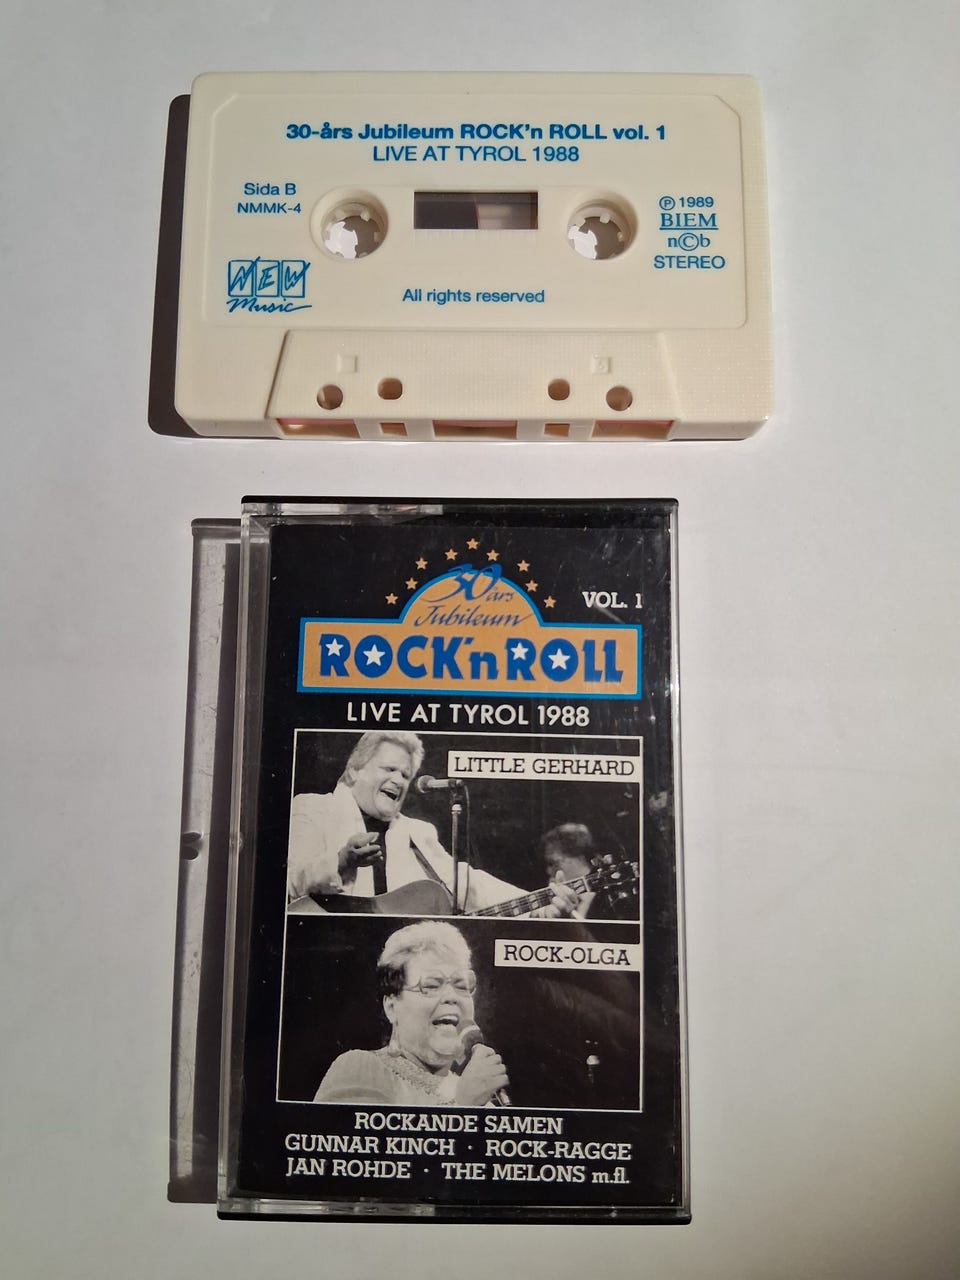 30-års Jubileum ROCK'n ROLL vol. 1
LIVE AT TYROL 1988
Sida B
NMMK-4
℗ 1989
BIEM
n©b
STEREO
NEW
Music
All rights reserved
30 års
Jubileum
VOL. 1
ROCK'n ROLL
LIVE AT TYROL 1988
LITTLE GERHARD
ROCK-OLGA
ROCKANDE SAMEN
GUNNAR KINCH · ROCK-RAGGE
JAN ROHDE · THE MELONS m.fl.